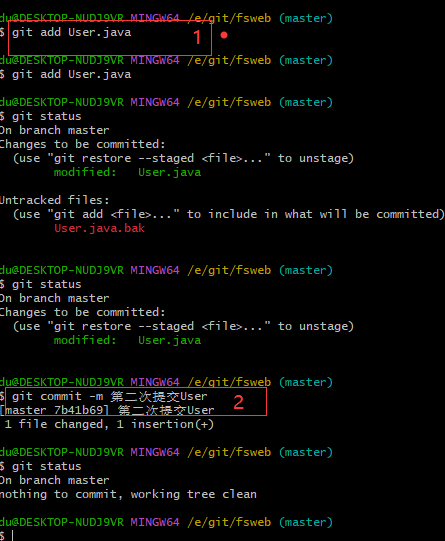 du@DESKTOP-NUDJ9VR MINGW64 /e/git/fsweb (master)
$ git add User.java 1
du@DESKTOP-NUDJ9VR MINGW64 /e/git/fsweb (master)
$ git add User.java
du@DESKTOP-NUDJ9VR MINGW64 /e/git/fsweb (master)
$ git status
On branch master
Changes to be committed:
(use "git restore --staged <file>..." to unstage)
modified: User.java
Untracked files:
(use "git add <file>..." to include in what will be committed)
User.java.bak
du@DESKTOP-NUDJ9VR MINGW64 /e/git/fsweb (master)
$ git status
On branch master
Changes to be committed:
(use "git restore --staged <file>..." to unstage)
modified: User.java
du@DESKTOP-NUDJ9VR MINGW64 /e/git/fsweb (master)
$ git commit -m 第二次提交User 2
[master 7b41b69] 第二次提交User
1 file changed, 1 insertion(+)
du@DESKTOP-NUDJ9VR MINGW64 /e/git/fsweb (master)
$ git status
On branch master
nothing to commit, working tree clean
du@DESKTOP-NUDJ9VR MINGW64 /e/git/fsweb (master)
$